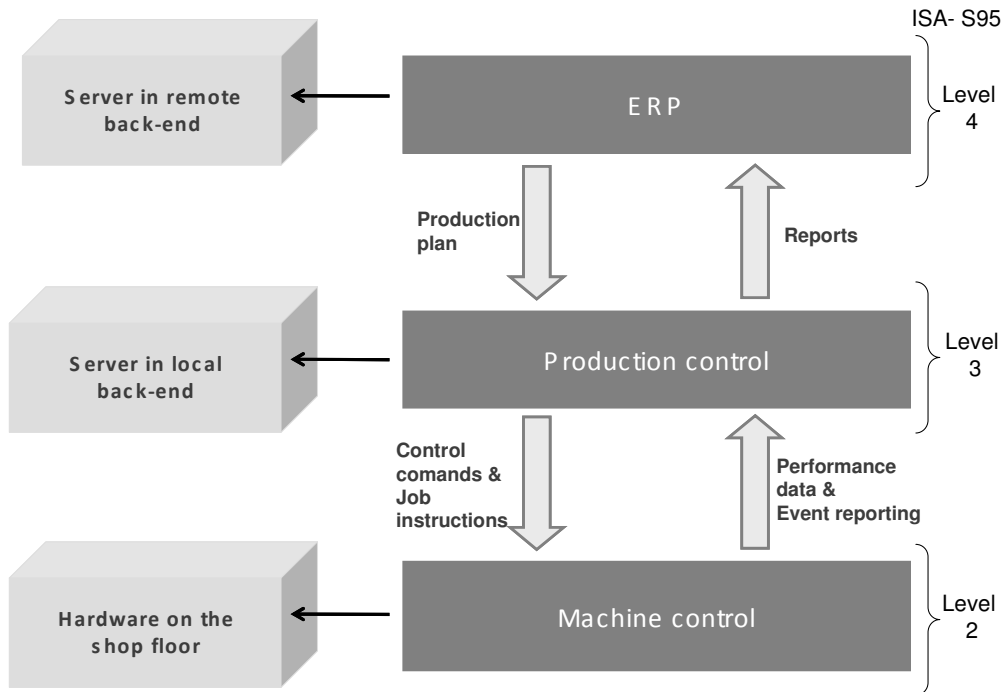 ISA- S95
Server in remote
back-end
ERP
Level
4
Production
plan
Reports
Server in local
back-end
Production control
Level
3
Control
comands &
Job
instructions
Performance
data &
Event reporting
Hardware on the
shop floor
Machine control
Level
2